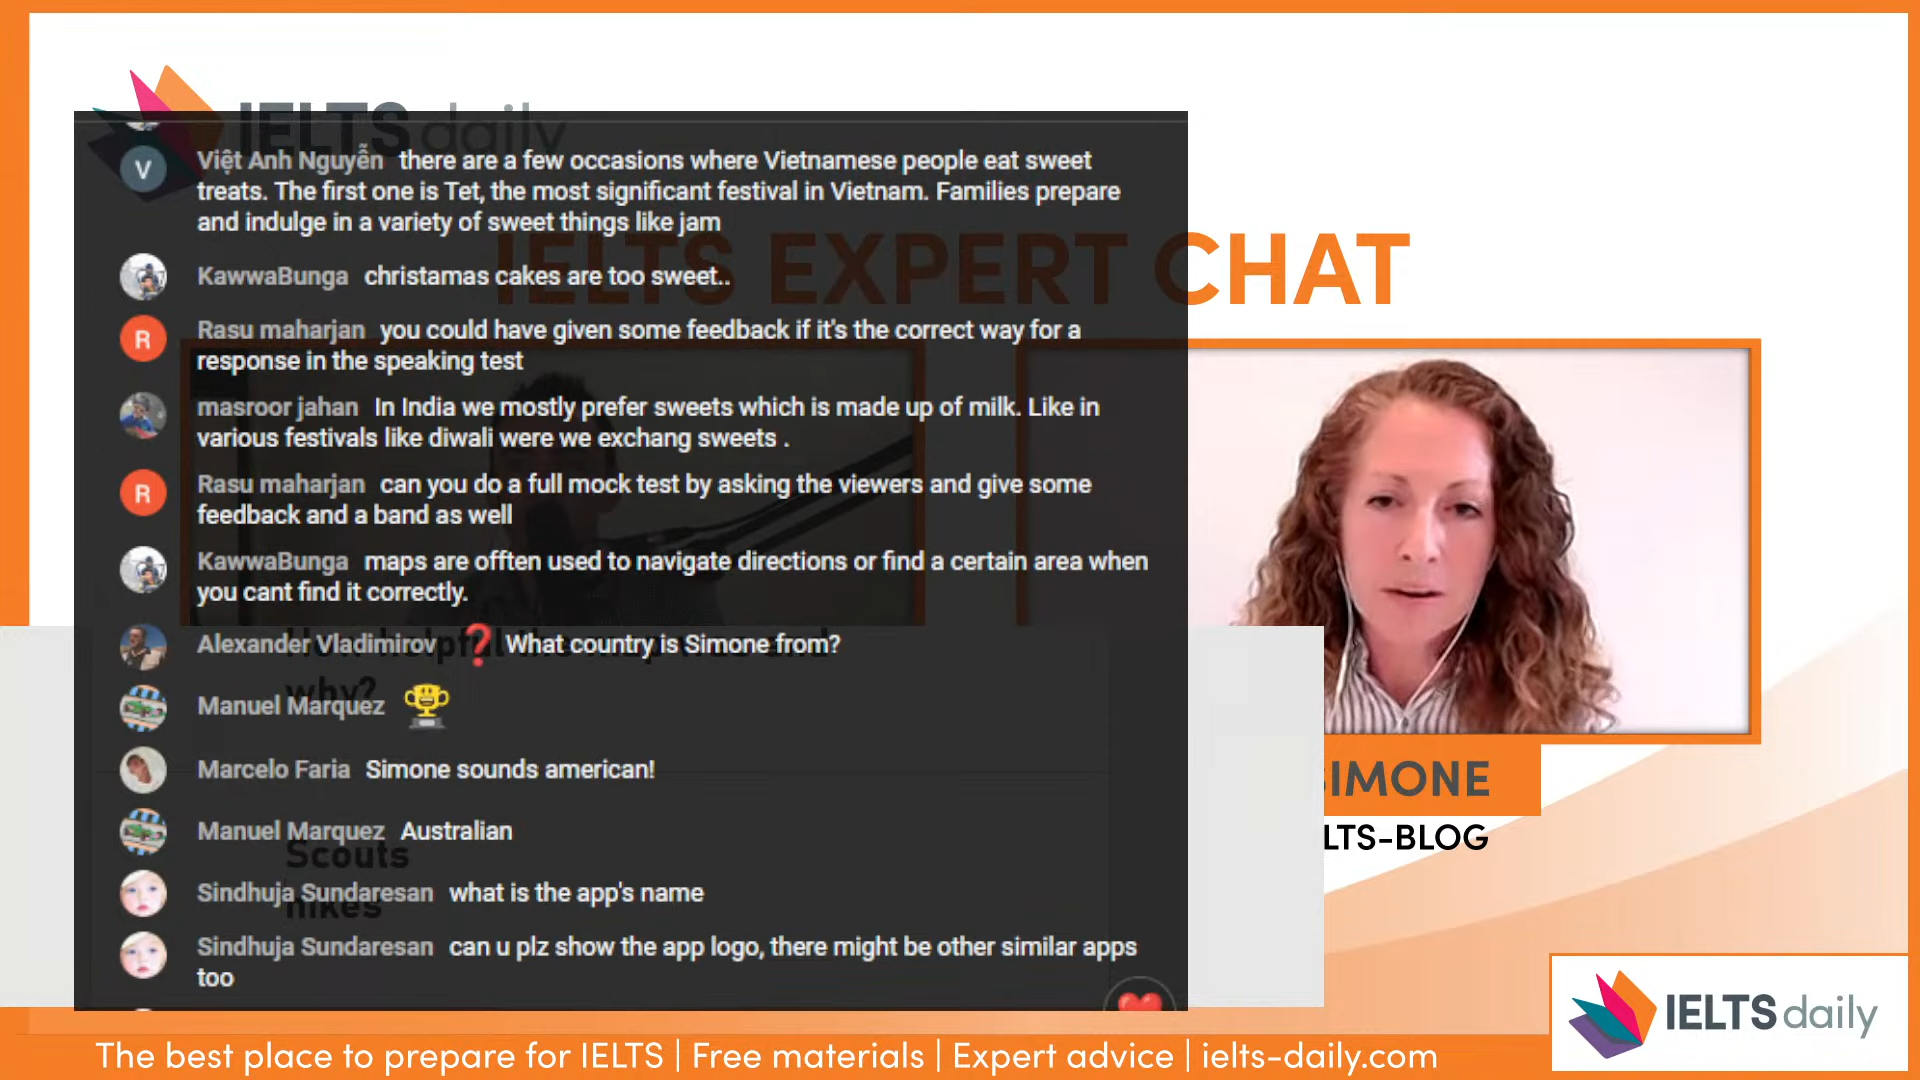 IELTS daily
V
Việt Anh Nguyễn there are a few occasions where Vietnamese people eat sweet
treats. The first one is Tet, the most significant festival in Vietnam. Families prepare
and indulge in a variety of sweet things like jam
IELTS EXPERT CHAT
KawwaBunga christamas cakes are too sweet..
R
Rasu maharjan you could have given some feedback if it's the correct way for a
response in the speaking test
masroor jahan In India we mostly prefer sweets which is made up of milk. Like in
various festivals like diwali were we exchang sweets .
R
Rasu maharjan can you do a full mock test by asking the viewers and give some
feedback and a band as well
KawwaBunga maps are offten used to navigate directions or find a certain area when
you cant find it correctly.
Alexander Vladimirov ❓ What country is Simone from?
why?
Manuel Marquez 🏆
Marcelo Faria Simone sounds american!
Manuel Marquez Australian
Scouts
hikes
Sindhuja Sundaresan what is the app's name
Sindhuja Sundaresan can u plz show the app logo, there might be other similar apps
too
SIMONE
LTS-BLOG
IELTS daily
The best place to prepare for IELTS | Free materials | Expert advice | ielts-daily.com